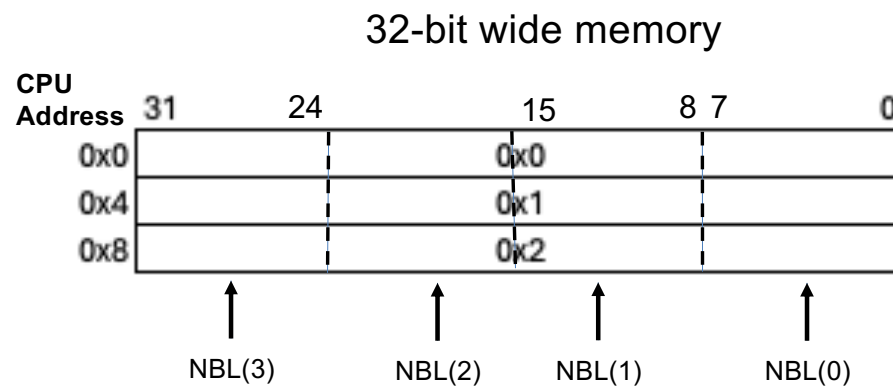 32-bit wide memory
CPU
Address 31 24 15 8 7 0
0x0 0x0
0x4 0x1
0x8 0x2
NBL(3) NBL(2) NBL(1) NBL(0)